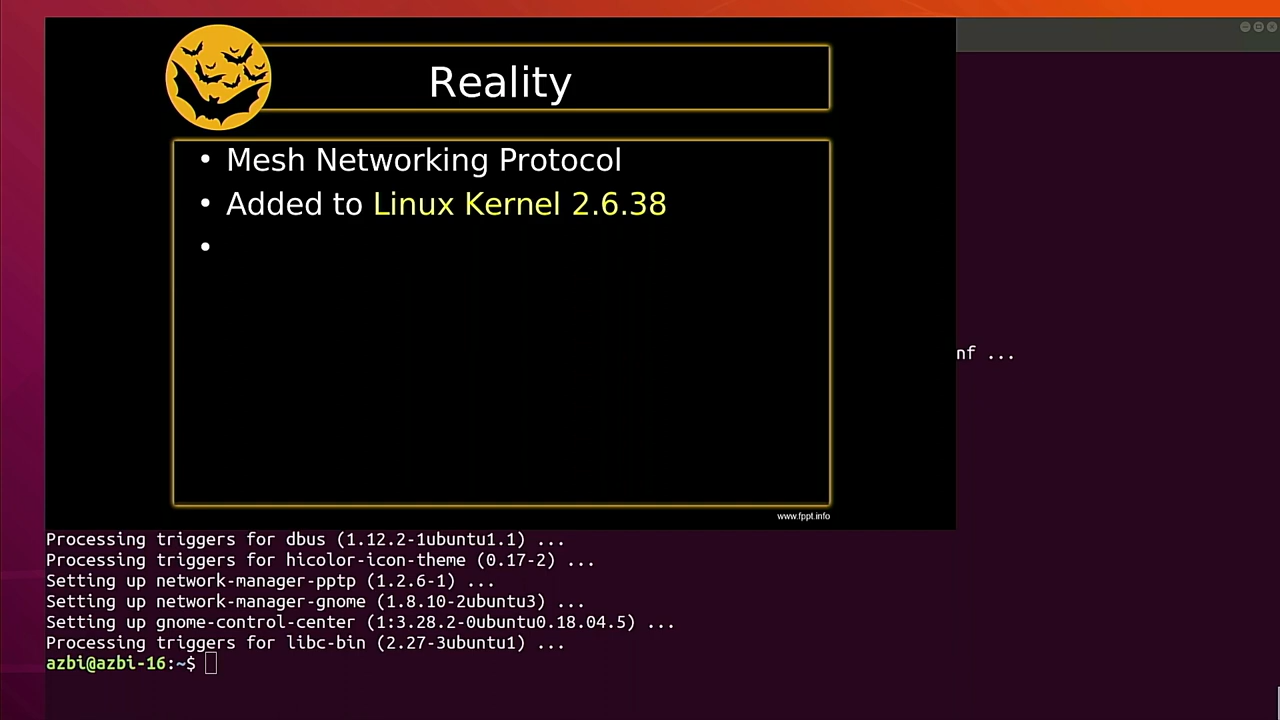 Reality
• Mesh Networking Protocol
• Added to Linux Kernel 2.6.38
•
nf ...
www.fppt.info
Processing triggers for dbus (1.12.2-1ubuntu1.1) ...
Processing triggers for hicolor-icon-theme (0.17-2) ...
Setting up network-manager-pptp (1.2.6-1) ...
Setting up network-manager-gnome (1.8.10-2ubuntu3) ...
Setting up gnome-control-center (1:3.28.2-0ubuntu0.18.04.5) ...
Processing triggers for libc-bin (2.27-3ubuntu1) ...
azbi@azbi-16:~$